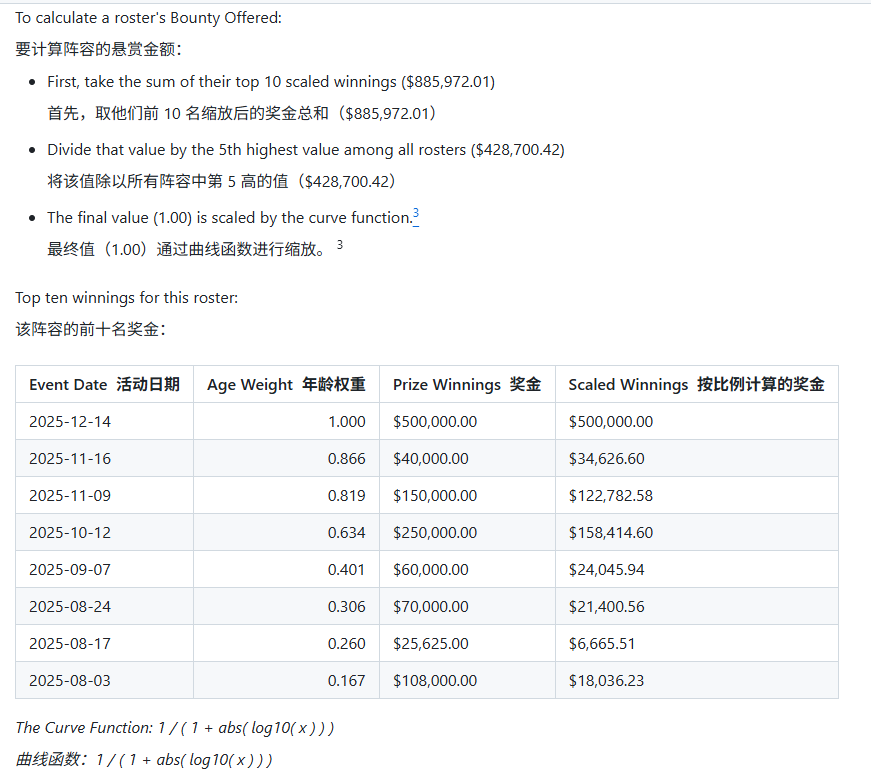 To calculate a roster's Bounty Offered:
要计算阵容的悬赏金额：
First, take the sum of their top 10 scaled winnings ($885,972.01)
首先，取他们前 10 名缩放后的奖金总和（$885,972.01）
Divide that value by the 5th highest value among all rosters ($428,700.42)
将该值除以所有阵容中第 5 高的值（$428,700.42）
The final value (1.00) is scaled by the curve function.3
最终值（1.00）通过曲线函数进行缩放。 3
Top ten winnings for this roster:
该阵容的前十名奖金：
Event Date 活动日期 Age Weight 年龄权重 Prize Winnings 奖金 Scaled Winnings 按比例计算的奖金
2025-12-14 1.000 $500,000.00 $500,000.00
2025-11-16 0.866 $40,000.00 $34,626.60
2025-11-09 0.819 $150,000.00 $122,782.58
2025-10-12 0.634 $250,000.00 $158,414.60
2025-09-07 0.401 $60,000.00 $24,045.94
2025-08-24 0.306 $70,000.00 $21,400.56
2025-08-17 0.260 $25,625.00 $6,665.51
2025-08-03 0.167 $108,000.00 $18,036.23
The Curve Function: 1 / ( 1 + abs( log10( x ) ) )
曲线函数：1 / ( 1 + abs( log10( x ) ) )